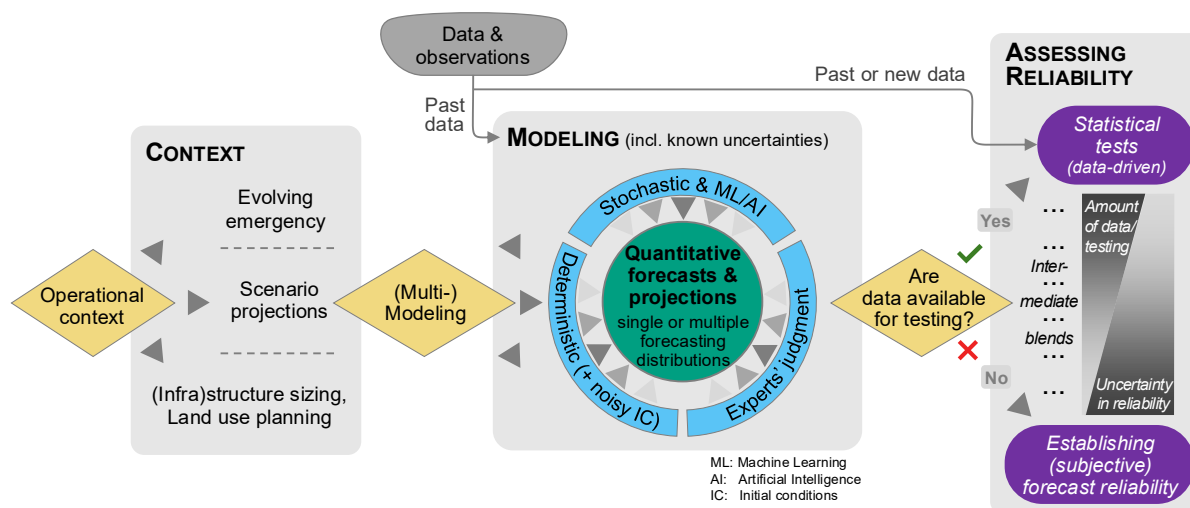 Data &
observations
Past
data
Past or new data
CONTEXT
Evolving
emergency
Scenario
projections
(Infra)structure sizing,
Land use planning
Operational
context
(Multi-)
Modeling
MODELING (incl. known uncertainties)
Stochastic & ML/AI
Deterministic (+ noisy IC)
Experts' judgment
Quantitative
forecasts &
projections
single or multiple
forecasting
distributions
ML: Machine Learning
AI: Artificial Intelligence
IC: Initial conditions
Are
data available
for testing?
Yes
No
ASSESSING
RELIABILITY
Statistical
tests
(data-driven)
...
...
Inter-
...
mediate
...
blends
...
...
Amount
of data/
testing
Uncertainty
in reliability
Establishing
(subjective)
forecast reliability